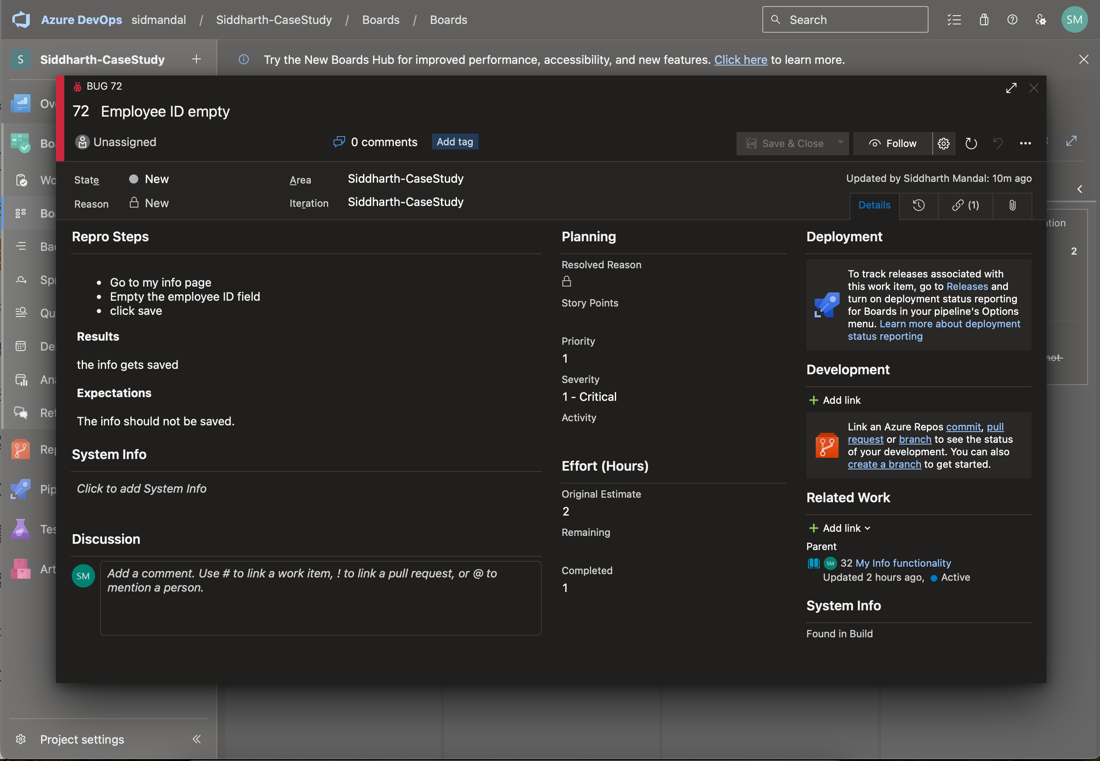 Azure DevOps sidmandal / Siddharth-CaseStudy / Boards / Boards
Search
SM
S Siddharth-CaseStudy +
Try the New Boards Hub for improved performance, accessibility, and new features. Click here to learn more.
BUG 72
72 Employee ID empty
Unassigned
0 comments
Add tag
Save & Close
Follow
State
New
Area
Siddharth-CaseStudy
Updated by Siddharth Mandal: 10m ago
Reason
New
Iteration
Siddharth-CaseStudy
Details
(1)
Repro Steps
• Go to my info page
• Empty the employee ID field
• click save
Results
the info gets saved
Expectations
The info should not be saved.
System Info
Click to add System Info
Discussion
SM
Add a comment. Use # to link a work item, ! to link a pull request, or @ to
mention a person.
Planning
Resolved Reason
Story Points
Priority
1
Severity
1 - Critical
Activity
Effort (Hours)
Original Estimate
2
Remaining
Completed
1
Deployment
To track releases associated with
this work item, go to Releases and
turn on deployment status reporting
for Boards in your pipeline's Options
menu. Learn more about deployment
status reporting
Development
+ Add link
Link an Azure Repos commit, pull
request or branch to see the status
of your development. You can also
create a branch to get started.
Related Work
+ Add link
Parent
SM 32 My Info functionality
Updated 2 hours ago, Active
System Info
Found in Build
2
Project settings